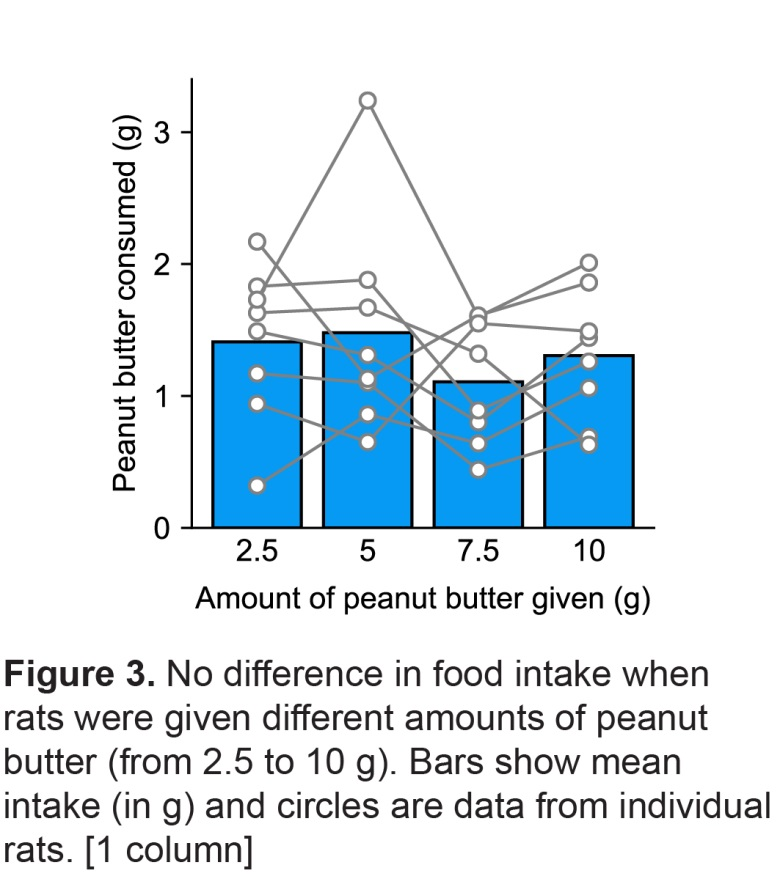 Peanut butter consumed (g)
3
2
1
0
2.5 5 7.5 10
Amount of peanut butter given (g)
Figure 3. No difference in food intake when
rats were given different amounts of peanut
butter (from 2.5 to 10 g). Bars show mean
intake (in g) and circles are data from individual
rats. [1 column]